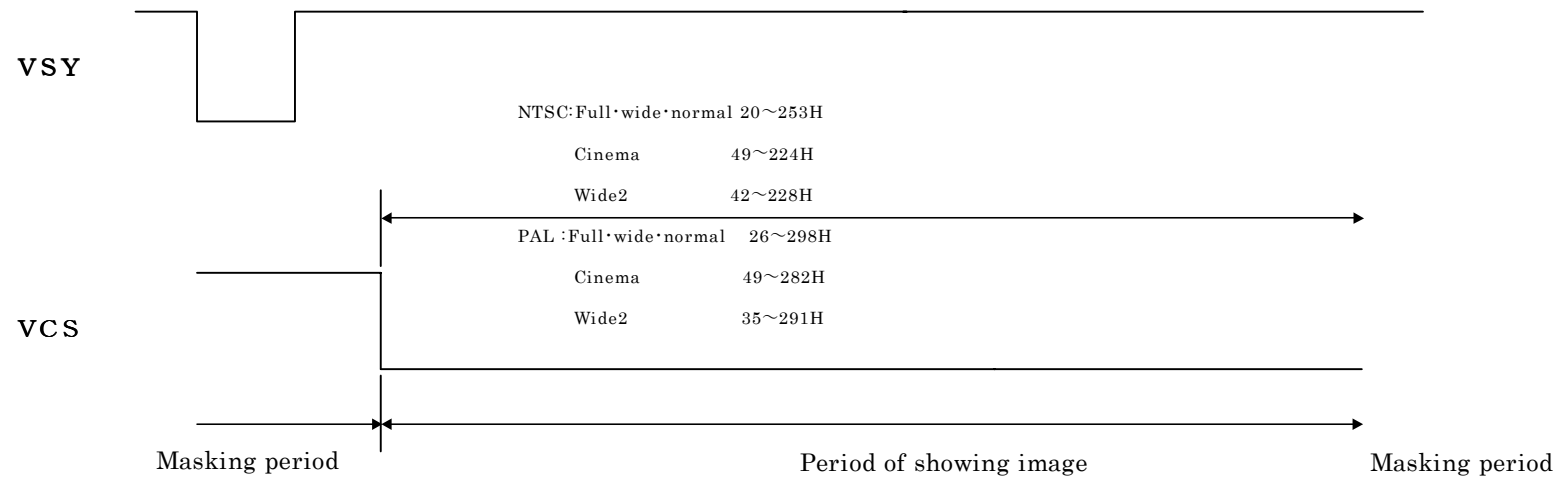 VSY
NTSC:Full･wide･normal 20～253H
Cinema 49～224H
Wide2 42～228H
PAL :Full･wide･normal 26～298H
Cinema 49～282H
Wide2 35～291H
VCS
Masking period
Period of showing image
Masking period